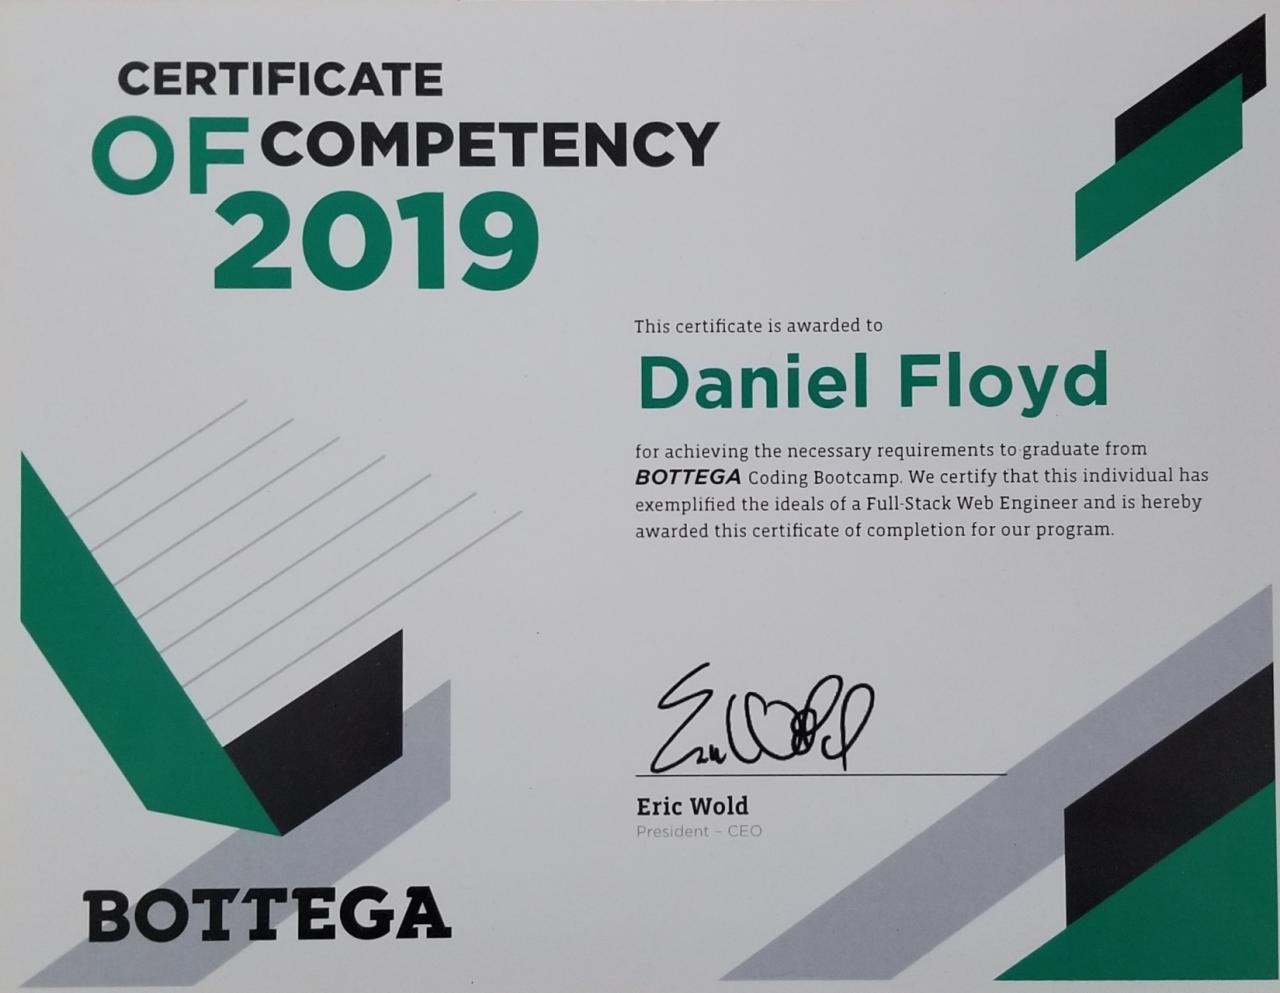 CERTIFICATE
OF COMPETENCY
2019
This certificate is awarded to
Daniel Floyd
for achieving the necessary requirements to graduate from
BOTTEGA Coding Bootcamp. We certify that this individual has
exemplified the ideals of a Full-Stack Web Engineer and is hereby
awarded this certificate of completion for our program.
Eric Wold
Eric Wold
President – CEO
BOTTEGA